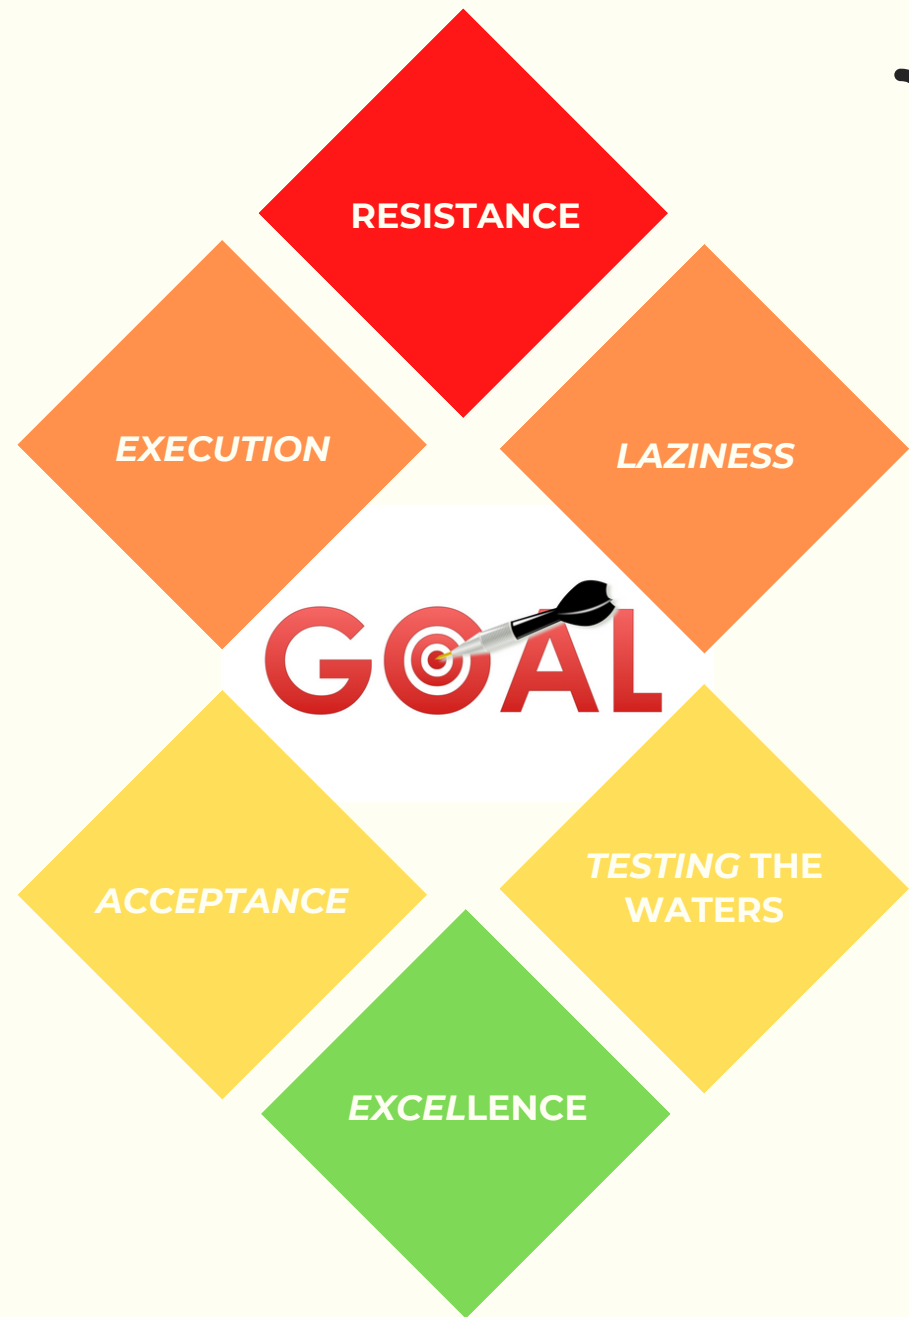 RESISTANCE
EXECUTION
LAZINESS
GOAL
ACCEPTANCE
TESTING THE
WATERS
EXCELLENCE